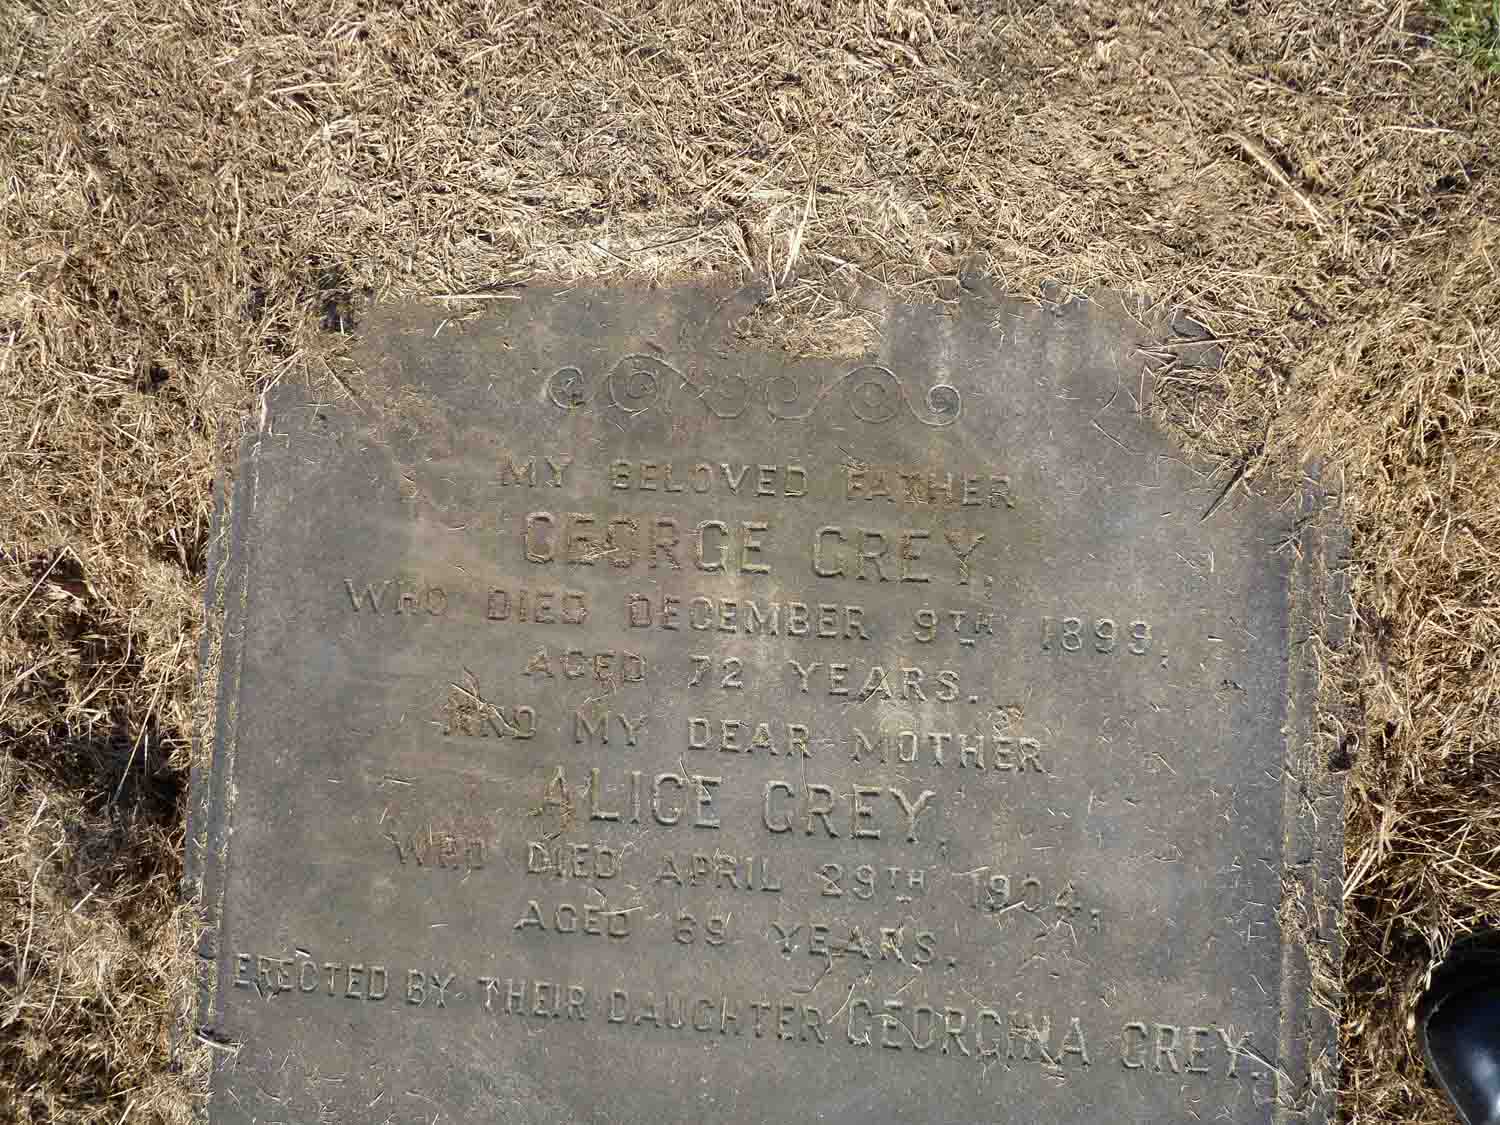 MY BELOVED FATHER
GEORGE GREY,
WHO DIED DECEMBER 9TH 1899,
AGED 72 YEARS.
AND MY DEAR MOTHER
ALICE GREY,
WHO DIED APRIL 29TH 1904,
AGED 69 YEARS.
ERECTED BY THEIR DAUGHTER GEORGINA GREY.